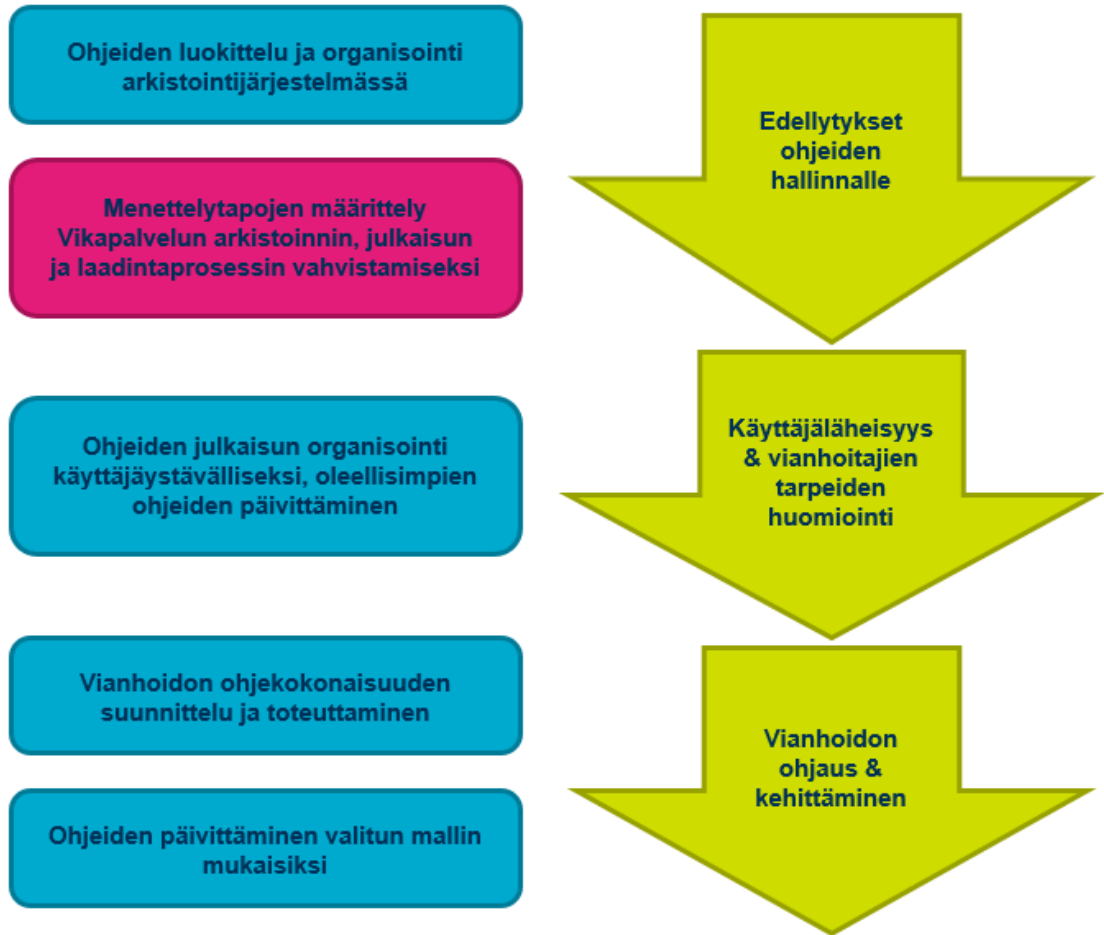 Ohjeiden luokittelu ja organisointi
arkistointijärjestelmässä
Edellytykset
ohjeiden
hallinnalle
Menettelytapojen määrittely
Vikapalvelun arkistoinnin, julkaisun
ja laadintaprosessin vahvistamiseksi
Ohjeiden julkaisun organisointi
käyttäjäystävälliseksi, oleellisimpien
ohjeiden päivittäminen
Käyttäjäläheisyys
& vianhoitajien
tarpeiden
huomiointi
Vianhoidon ohjekokonaisuuden
suunnittelu ja toteuttaminen
Vianhoidon
ohjaus &
kehittäminen
Ohjeiden päivittäminen valitun mallin
mukaisiksi